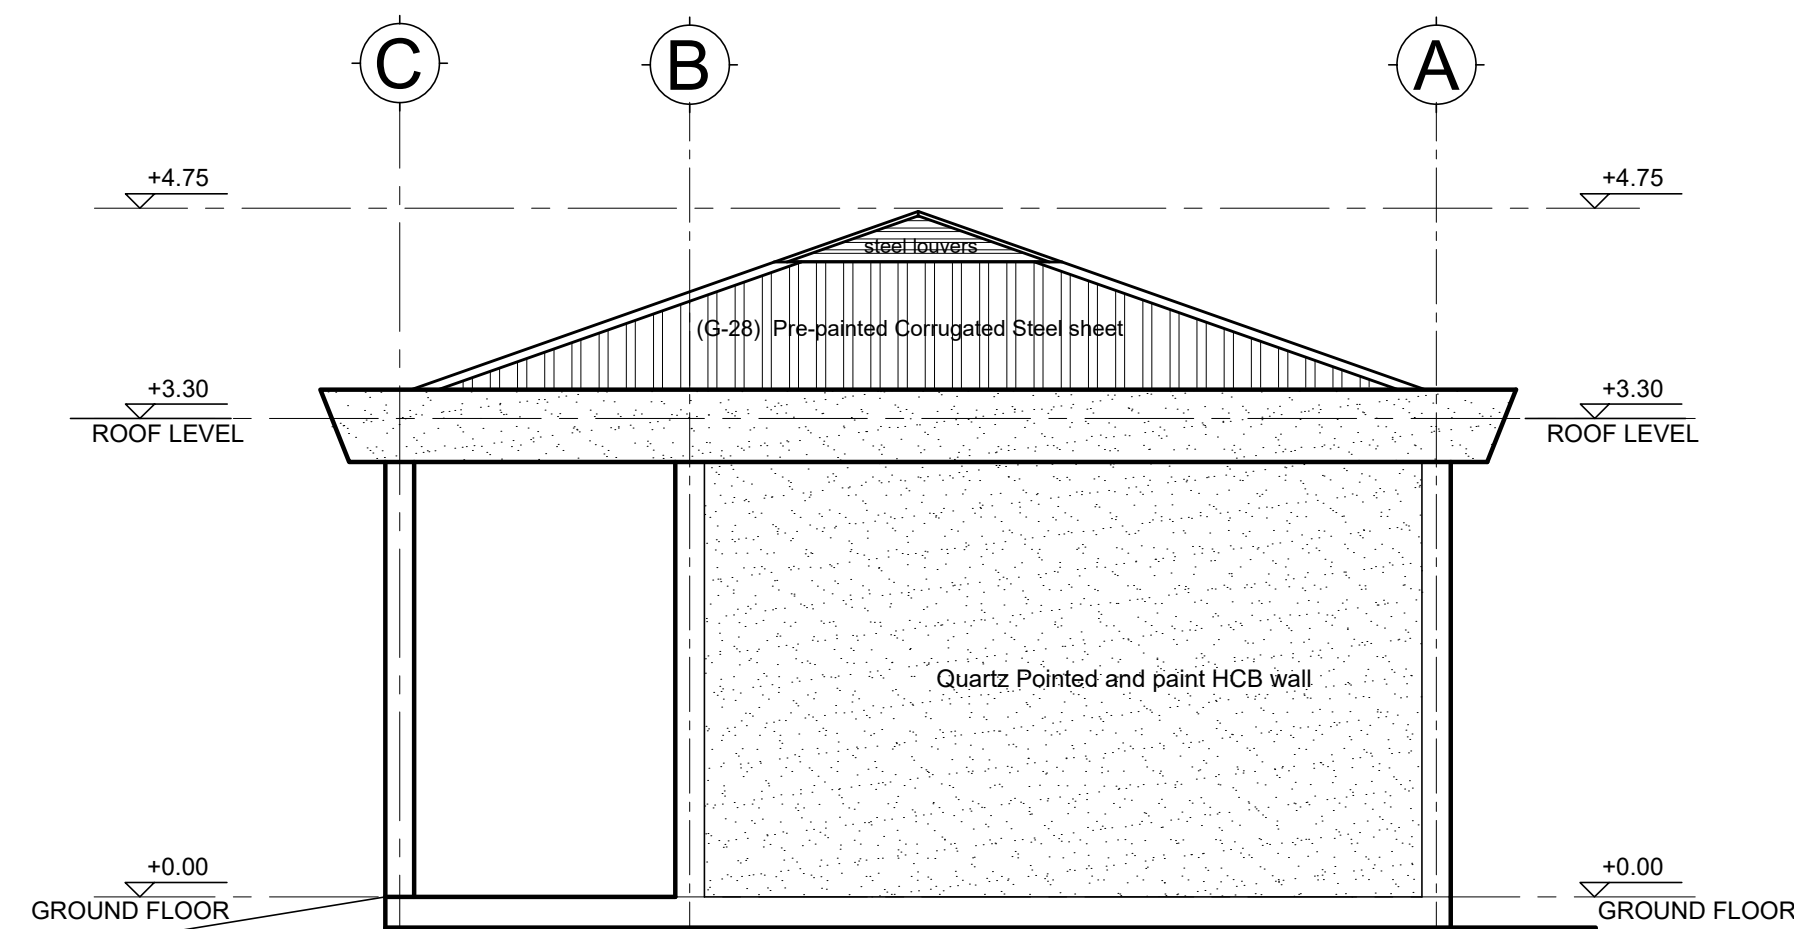 C B A
+4.75 +4.75
steel louvers
(G-28) Pre-painted Corrugated Steel sheet
+3.30 +3.30
ROOF LEVEL ROOF LEVEL
Quartz Pointed and paint HCB wall
+0.00 +0.00
GROUND FLOOR GROUND FLOOR